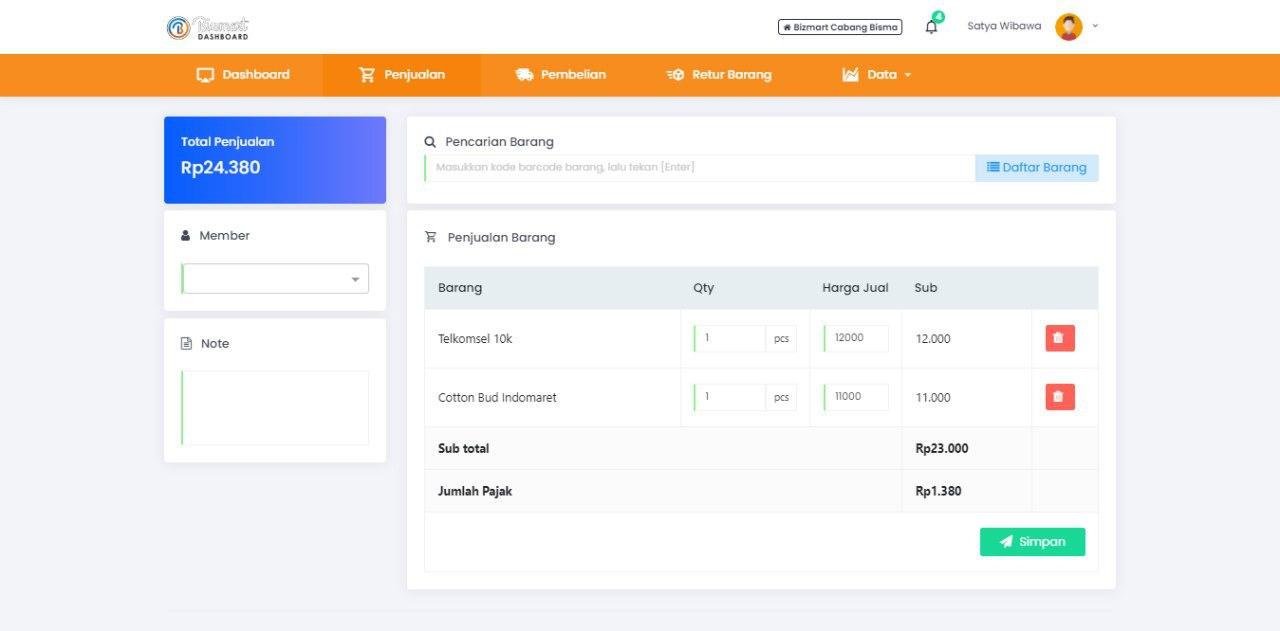 Bizmart
DASHBOARD
Bizmart Cabang Bisma
4
Satya Wibawa
Dashboard
Penjualan
Pembelian
Retur Barang
Data
Total Penjualan
Rp24.380
Member
Note
Pencarian Barang
Masukkan kode barcode barang, lalu tekan [Enter]
Daftar Barang
Penjualan Barang
Barang Qty Harga Jual Sub
Telkomsel 10k 1 pcs 12000 12.000
Cotton Bud Indomaret 1 pcs 11000 11.000
Sub total Rp23.000
Jumlah Pajak Rp1.380
Simpan